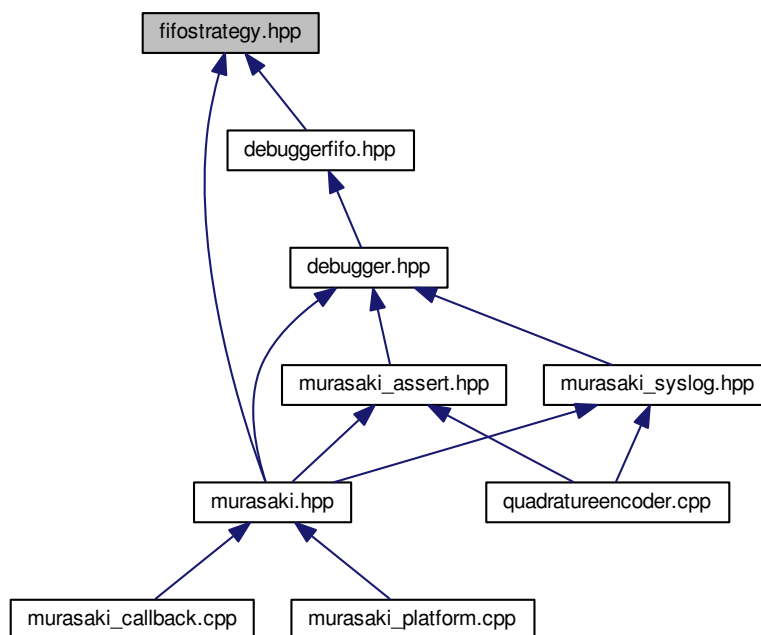 fifostrategy.hpp
debuggerfifo.hpp
debugger.hpp
murasaki_assert.hpp
murasaki_syslog.hpp
murasaki.hpp
quadratureencoder.cpp
murasaki_callback.cpp
murasaki_platform.cpp